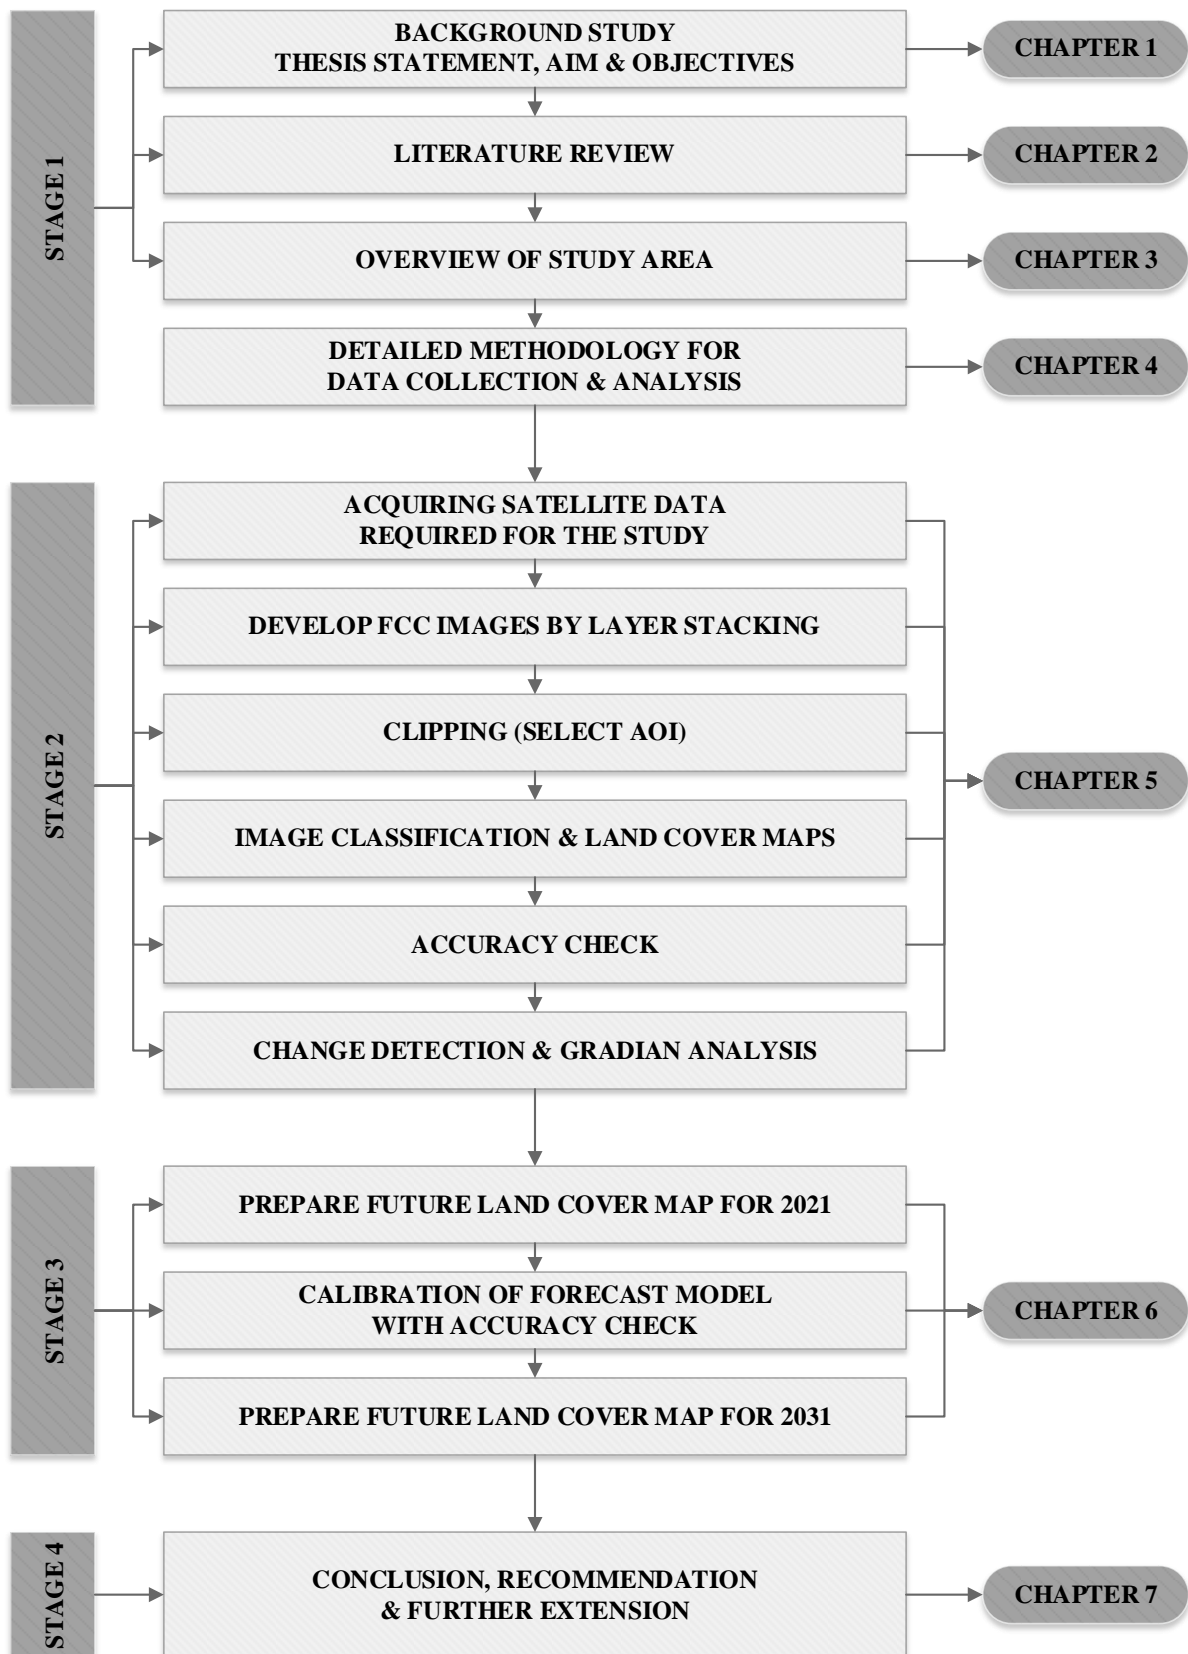 STAGE 1
BACKGROUND STUDY
THESIS STATEMENT, AIM & OBJECTIVES
CHAPTER 1
LITERATURE REVIEW
CHAPTER 2
OVERVIEW OF STUDY AREA
CHAPTER 3
DETAILED METHODOLOGY FOR
DATA COLLECTION & ANALYSIS
CHAPTER 4
STAGE 2
ACQUIRING SATELLITE DATA
REQUIRED FOR THE STUDY
DEVELOP FCC IMAGES BY LAYER STACKING
CLIPPING (SELECT AOI)
IMAGE CLASSIFICATION & LAND COVER MAPS
ACCURACY CHECK
CHANGE DETECTION & GRADIAN ANALYSIS
CHAPTER 5
STAGE 3
PREPARE FUTURE LAND COVER MAP FOR 2021
CALIBRATION OF FORECAST MODEL
WITH ACCURACY CHECK
PREPARE FUTURE LAND COVER MAP FOR 2031
CHAPTER 6
STAGE 4
CONCLUSION, RECOMMENDATION
& FURTHER EXTENSION
CHAPTER 7